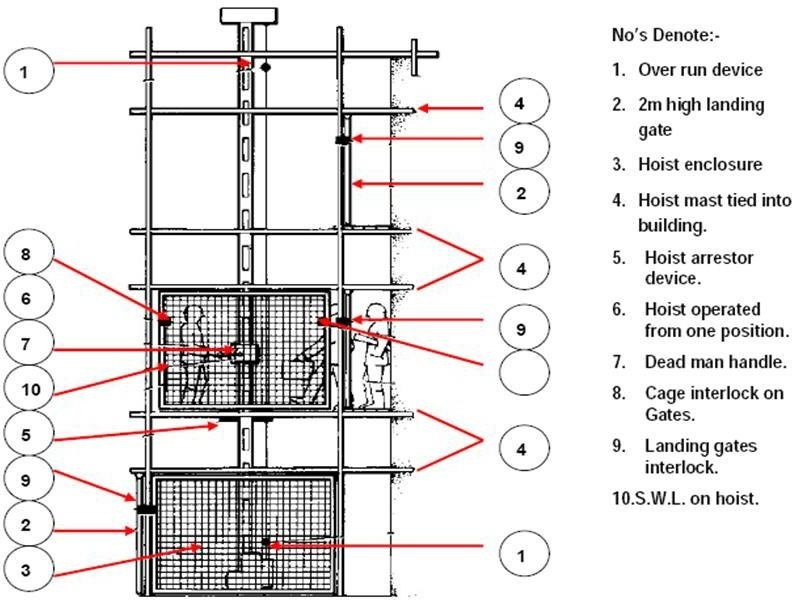 1
4
9
2
8
6
4
7
9
10
5
4
9
2
3
1
No's Denote:-
1. Over run device
2. 2m high landing
gate
3. Hoist enclosure
4. Hoist mast tied into
building.
5. Hoist arrestor
device.
6. Hoist operated
from one position.
7. Dead man handle.
8. Cage interlock on
Gates.
9. Landing gates
interlock.
10.S.W.L. on hoist.